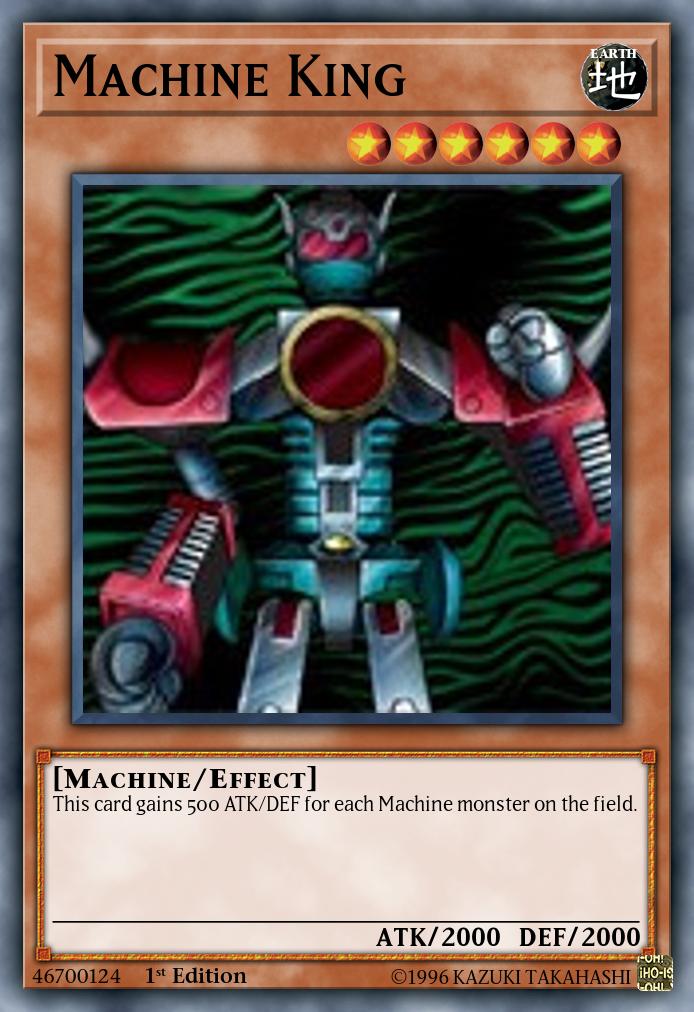 Machine King
EARTH
地
[Machine/Effect]
This card gains 500 ATK/DEF for each Machine monster on the field.
ATK/2000 DEF/2000
46700124 1st Edition ©1996 KAZUKI TAKAHASHI